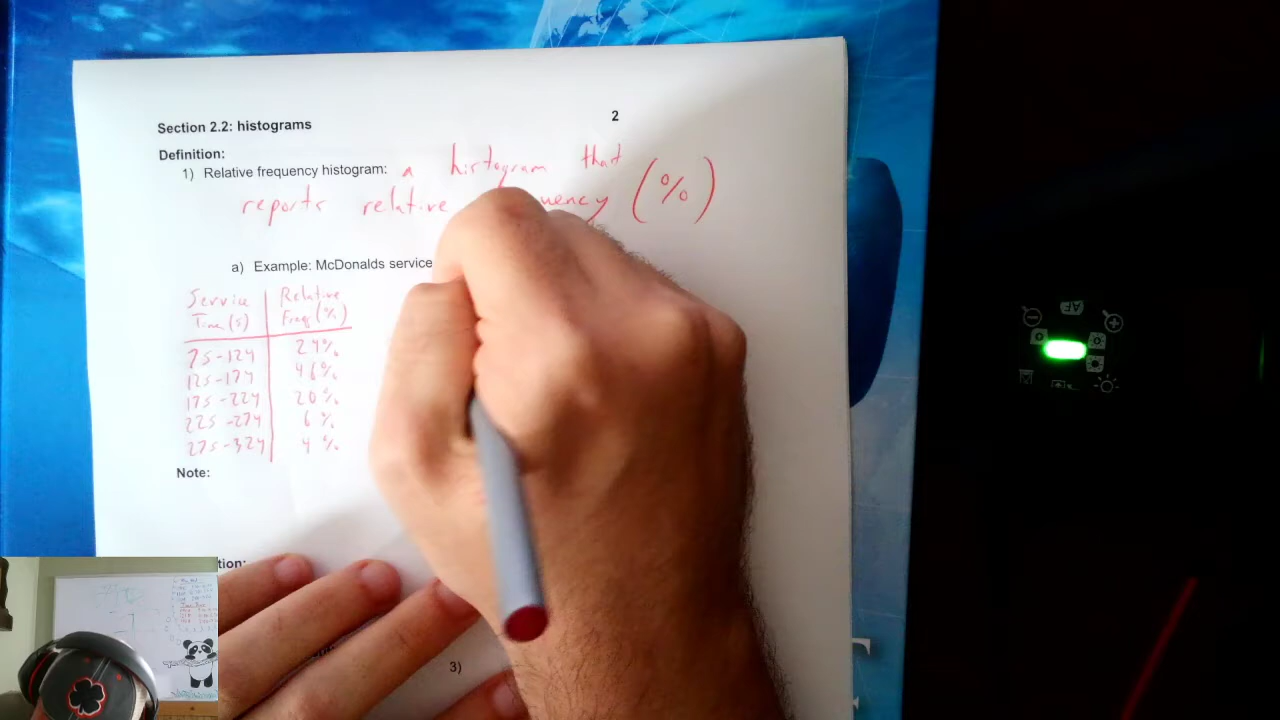 Section 2.2: histograms
2
Definition:
1) Relative frequency histogram: a histogram that
reports relative uency (%)
a) Example: McDonalds service
Service Relative
Time (s) Freq (%)
75-124 24%
125-174 46%
175-224 20%
225-274 6%
275-324 4%
Note:
tion:
3)
AF